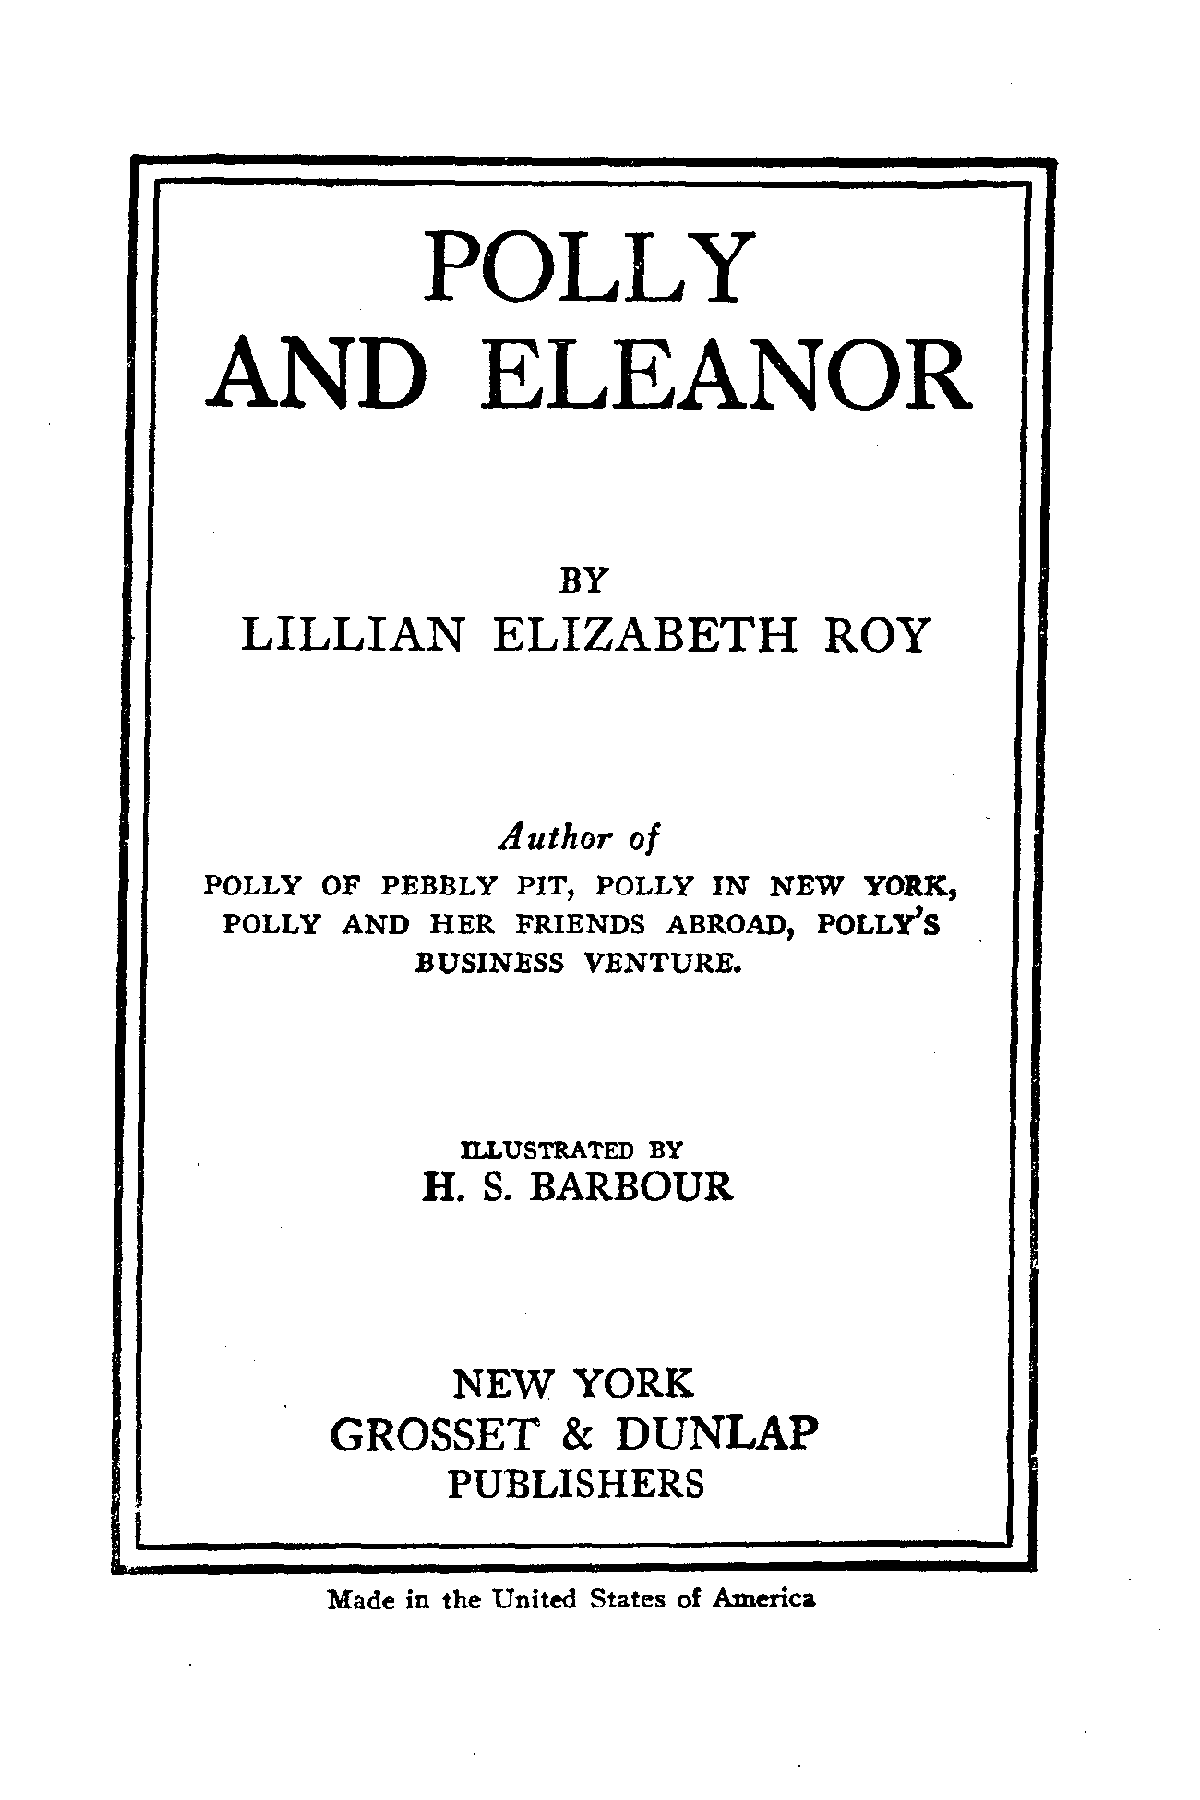 POLLY
AND ELEANOR
BY
LILLIAN ELIZABETH ROY
Author of
POLLY OF PEBBLY PIT, POLLY IN NEW YORK,
POLLY AND HER FRIENDS ABROAD, POLLY'S
BUSINESS VENTURE.
ILLUSTRATED BY
H. S. BARBOUR
NEW YORK
GROSSET & DUNLAP
PUBLISHERS
Made in the United States of America